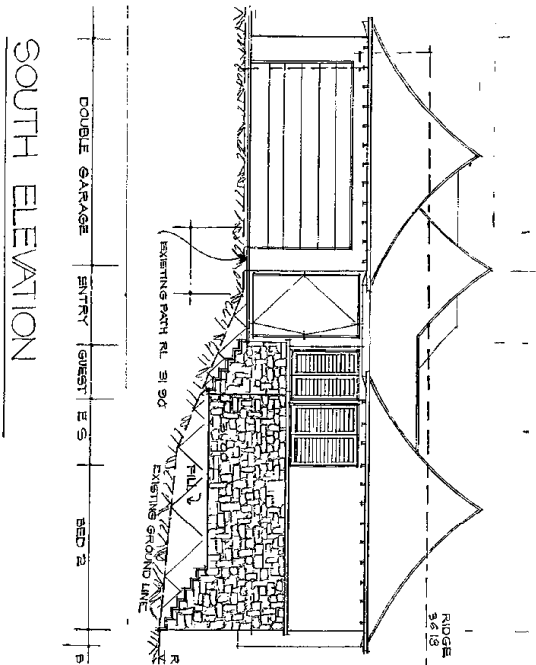 RIDGE
36 18
EXISTING PATH RL 31.90
FILL
EXISTING GROUND LINE
R
DOUBLE GARAGE
ENTRY
GUEST
E S
BED 2
SOUTH ELEVATION